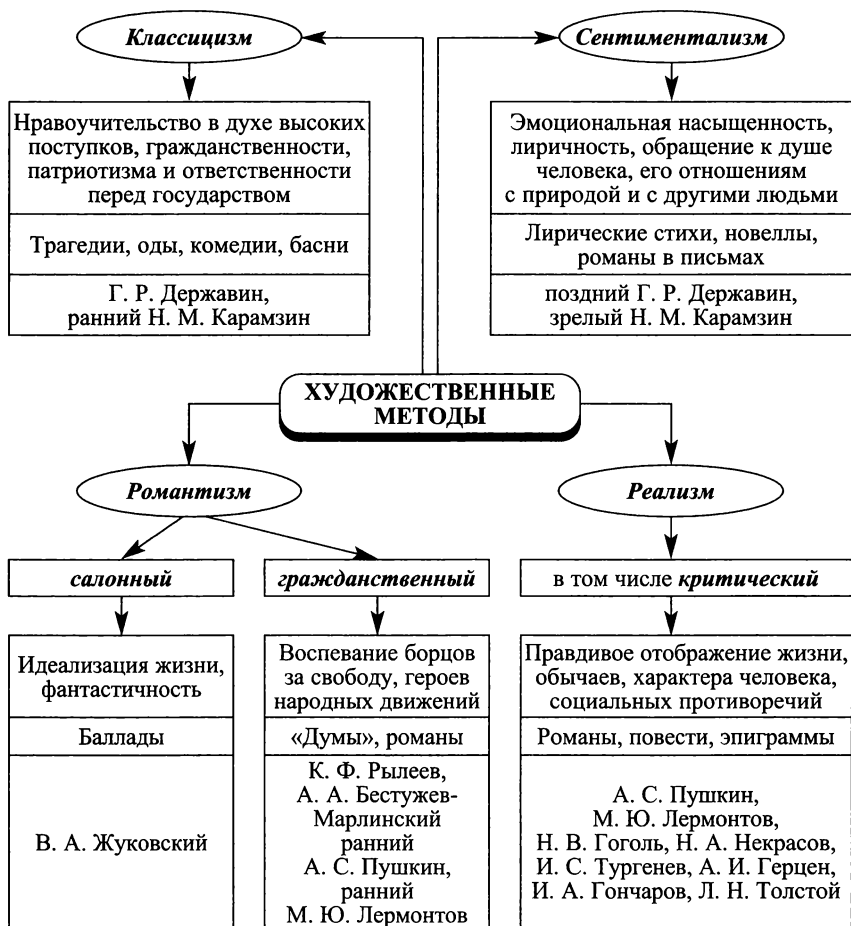 Классицизм
Сентиментализм
Нравоучительство в духе высоких
поступков, гражданственности,
патриотизма и ответственности
перед государством
Трагедии, оды, комедии, басни
Г. Р. Державин,
ранний Н. М. Карамзин
Эмоциональная насыщенность,
лиричность, обращение к душе
человека, его отношениям
с природой и с другими людьми
Лирические стихи, новеллы,
романы в письмах
поздний Г. Р. Державин,
зрелый Н. М. Карамзин
ХУДОЖЕСТВЕННЫЕ
МЕТОДЫ
Романтизм
Реализм
салонный
гражданственный
в том числе критический
Идеализация жизни,
фантастичность
Баллады
В. А. Жуковский
Воспевание борцов
за свободу, героев
народных движений
«Думы», романы
К. Ф. Рылеев,
А. А. Бестужев-
Марлинский
ранний
А. С. Пушкин,
ранний
М. Ю. Лермонтов
Правдивое отображение жизни,
обычаев, характера человека,
социальных противоречий
Романы, повести, эпиграммы
А. С. Пушкин,
М. Ю. Лермонтов,
Н. В. Гоголь, Н. А. Некрасов,
И. С. Тургенев, А. И. Герцен,
И. А. Гончаров, Л. Н. Толстой